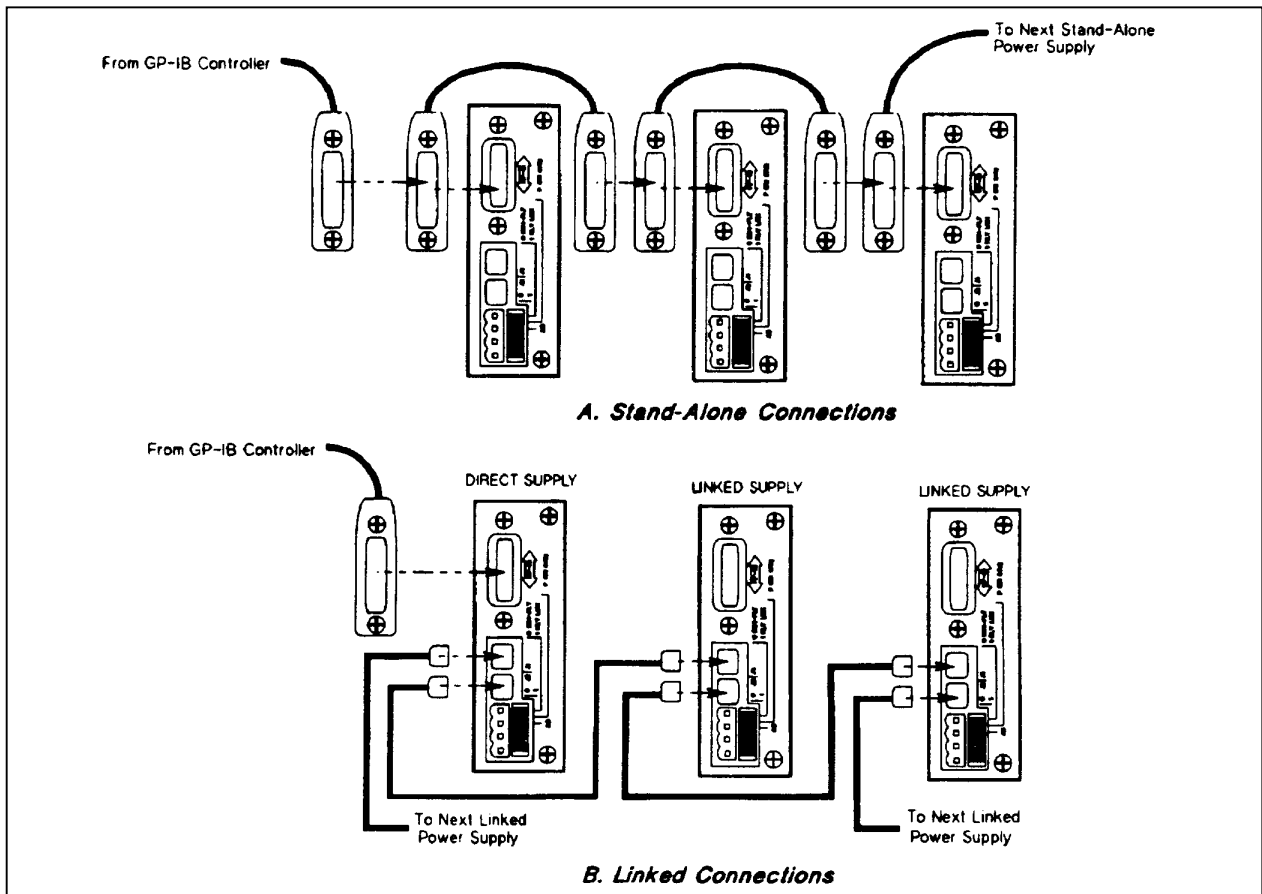 To Next Stand-Alone
Power Supply
From GP-IB Controller
A. Stand-Alone Connections
From GP-IB Controller
DIRECT SUPPLY
LINKED SUPPLY
LINKED SUPPLY
To Next Linked
Power Supply
To Next Linked
Power Supply
B. Linked Connections